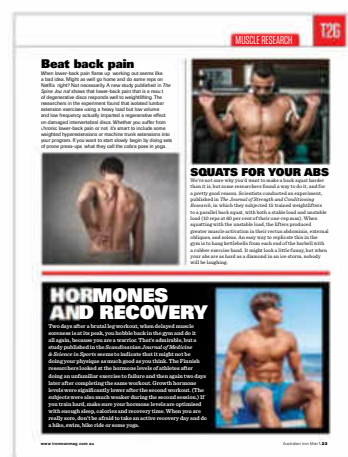 T2G
MUSCLE RESEARCH
Beat back pain
When lower-back pain flares up working out seems like
a bad idea. Might as well go home and do some reps on
Netflix right? Not necessarily. A new study published in The
Spine Journal shows that lower-back pain that is a result
of degenerative discs responds well to weightlifting. The
researchers in the experiment found that isolated lumbar
extension exercises using a heavy load but low volume
and low frequency actually imparted a regenerative effect
on damaged intervertebral discs. Whether you suffer from
chronic lower-back pain or not it's smart to include some
weighted hyperextensions or machine trunk extensions into
your program. If you want to start slowly begin by doing sets
of prone press-ups what they call the cobra pose in yoga.
SQUATS FOR YOUR ABS
We're not sure why you'd want to make a back squat harder
than it is, but some researchers found a way to do it, and for
a pretty good reason. Scientists conducted an experiment,
published in The Journal of Strength and Conditioning
Research, in which they subjected 15 trained weightlifters
to a parallel back squat, with both a stable load and unstable
load (10 reps at 60 per cent of their one-rep max). When
squatting with the unstable load, the lifters produced
greater muscle activation in their rectus abdominis, external
obliques, and soleus. An easy way to replicate this in the
gym is to hang kettlebells from each end of the barbell with
a rubber exercise band. It might look a little funny, but when
your abs are as hard as a diamond in an ice storm, nobody
will be laughing.
HORMONES
AND RECOVERY
Two days after a brutal leg workout, when delayed muscle
soreness is at its peak, you hobble back in the gym and do it
all again, because you are a warrior. That's admirable, but a
study published in the Scandinavian Journal of Medicine
& Science in Sports seems to indicate that it might not be
doing your physique as much good as you think. The Finnish
researchers looked at the hormone levels of athletes after
doing an unfamiliar exercise to failure and then again two days
later after completing the same workout. Growth hormone
levels were significantly lower after the second workout. (The
subjects were also much weaker during the second session.) If
you train hard, make sure your hormone levels are optimised
with enough sleep, calories and recovery time. When you are
really sore, don't be afraid to take an active recovery day and do
a bike, swim, bike ride or some yoga.
www.ironmanmag.com.au
Australian Iron Man | 23